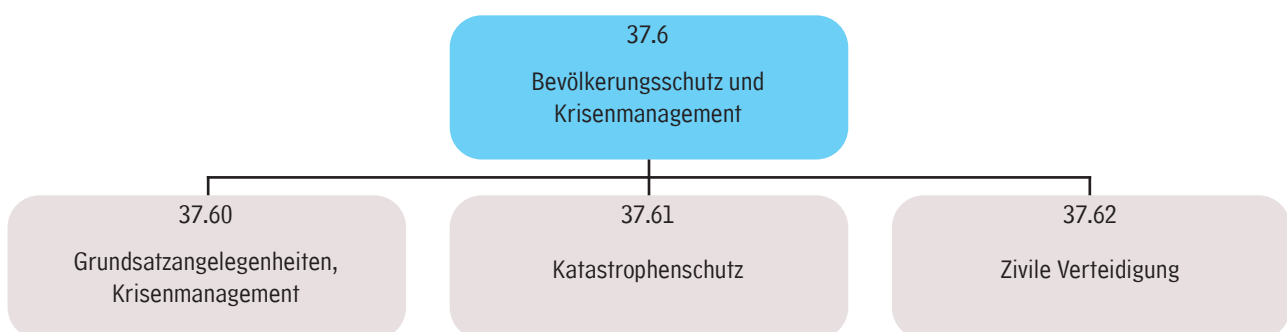 37.6
Bevölkerungsschutz und
Krisenmanagement
37.60
Grundsatzangelegenheiten,
Krisenmanagement
37.61
Katastrophenschutz
37.62
Zivile Verteidigung